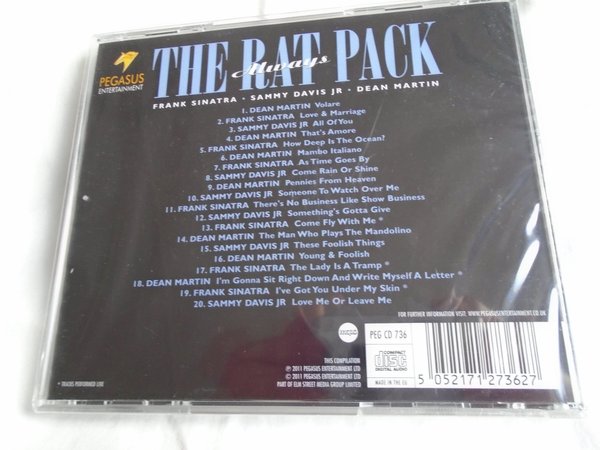 PEGASUS
ENTERTAINMENT
THE RAT PACK
Always
FRANK SINATRA · SAMMY DAVIS JR · DEAN MARTIN
1. DEAN MARTIN Volare
2. FRANK SINATRA Love & Marriage
3. SAMMY DAVIS JR All Of You
4. DEAN MARTIN That's Amore
5. FRANK SINATRA How Deep Is The Ocean?
6. DEAN MARTIN Mambo Italiano
7. FRANK SINATRA As Time Goes By
8. SAMMY DAVIS JR Come Rain Or Shine
9. DEAN MARTIN Pennies From Heaven
10. SAMMY DAVIS JR Someone To Watch Over Me
11. FRANK SINATRA There's No Business Like Show Business
12. SAMMY DAVIS JR Something's Gotta Give
13. FRANK SINATRA Come Fly With Me *
14. DEAN MARTIN The Man Who Plays The Mandolino
15. SAMMY DAVIS JR These Foolish Things
16. DEAN MARTIN Young & Foolish
17. FRANK SINATRA The Lady Is A Tramp *
18. DEAN MARTIN I'm Gonna Sit Right Down And Write Myself A Letter *
19. FRANK SINATRA I've Got You Under My Skin *
20. SAMMY DAVIS JR Love Me Or Leave Me
FOR FURTHER INFORMATION VISIT: WWW.PEGASUSENTERTAINMENT.CO.UK
PEG CD 736
COMPACT
disc
DIGITAL AUDIO
MADE IN THE EU
5 052171 273627
THIS COMPILATION
℗ 2011 PEGASUS ENTERTAINMENT LTD
© 2011 PEGASUS ENTERTAINMENT LTD
PART OF ELM STREET MEDIA GROUP LIMITED
* TRACKS PERFORMED LIVE